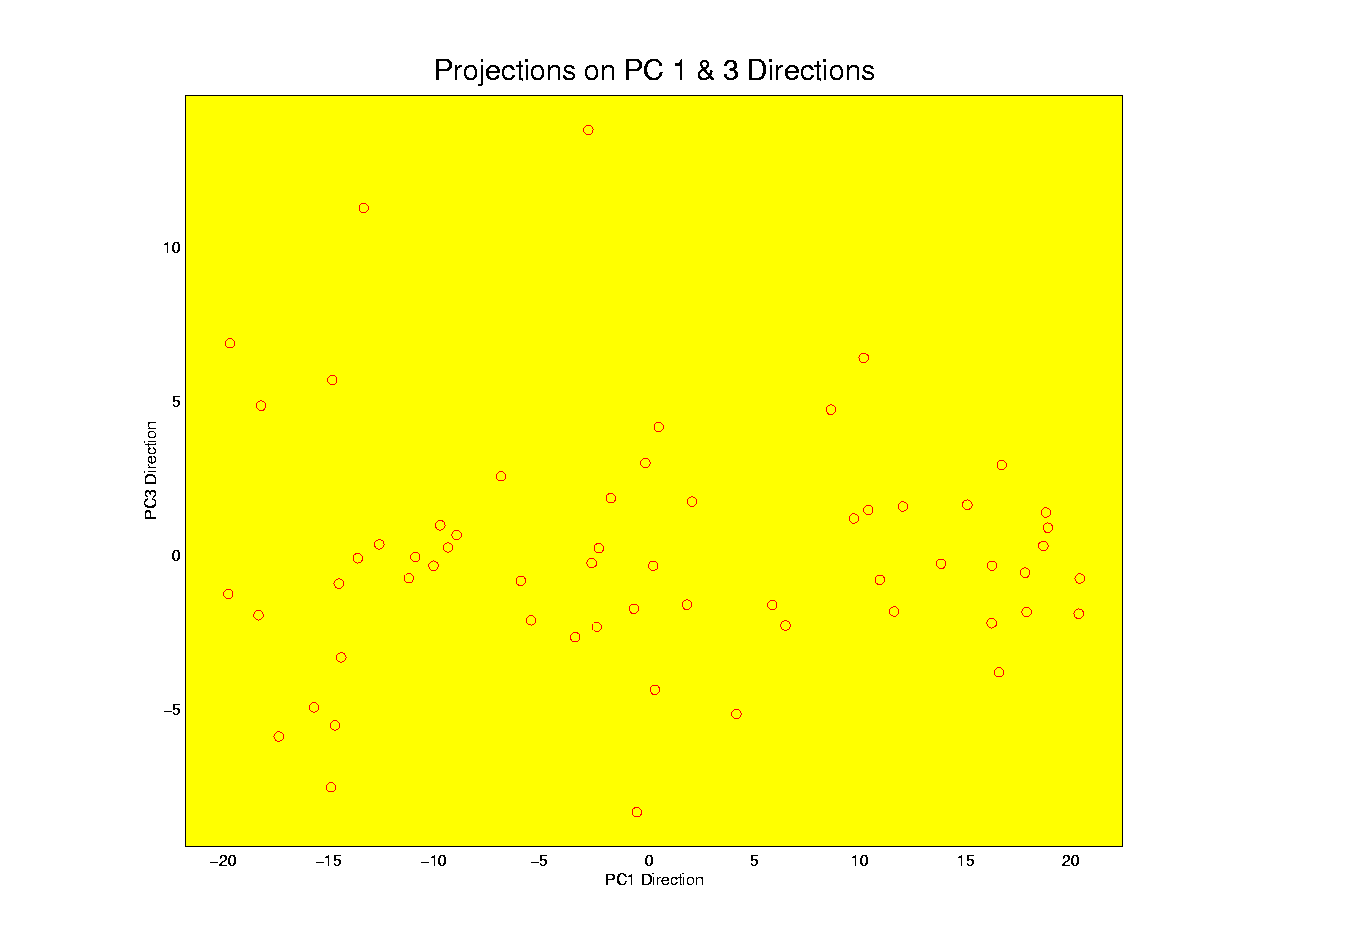 Projections on PC 1 & 3 Directions
10
5
0
−5
PC3 Direction
−20 −15 −10 −5 0 5 10 15 20
PC1 Direction